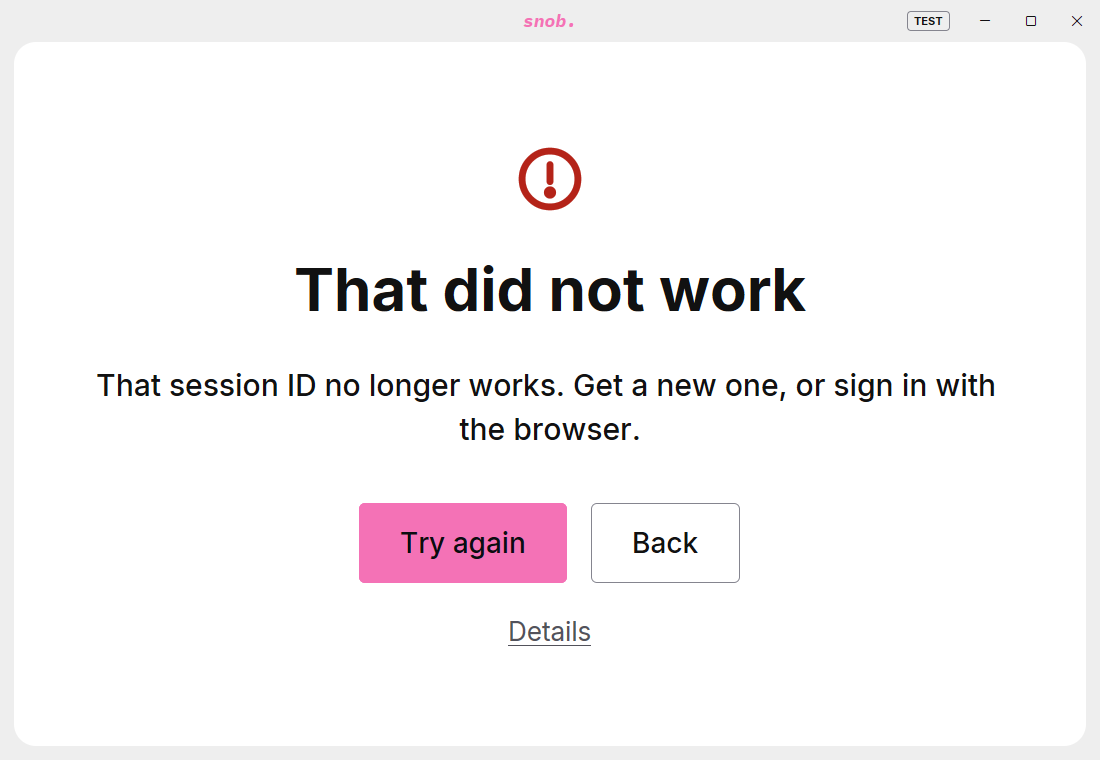 snob.
TEST
That did not work
That session ID no longer works. Get a new one, or sign in with
the browser.
Try again
Back
Details